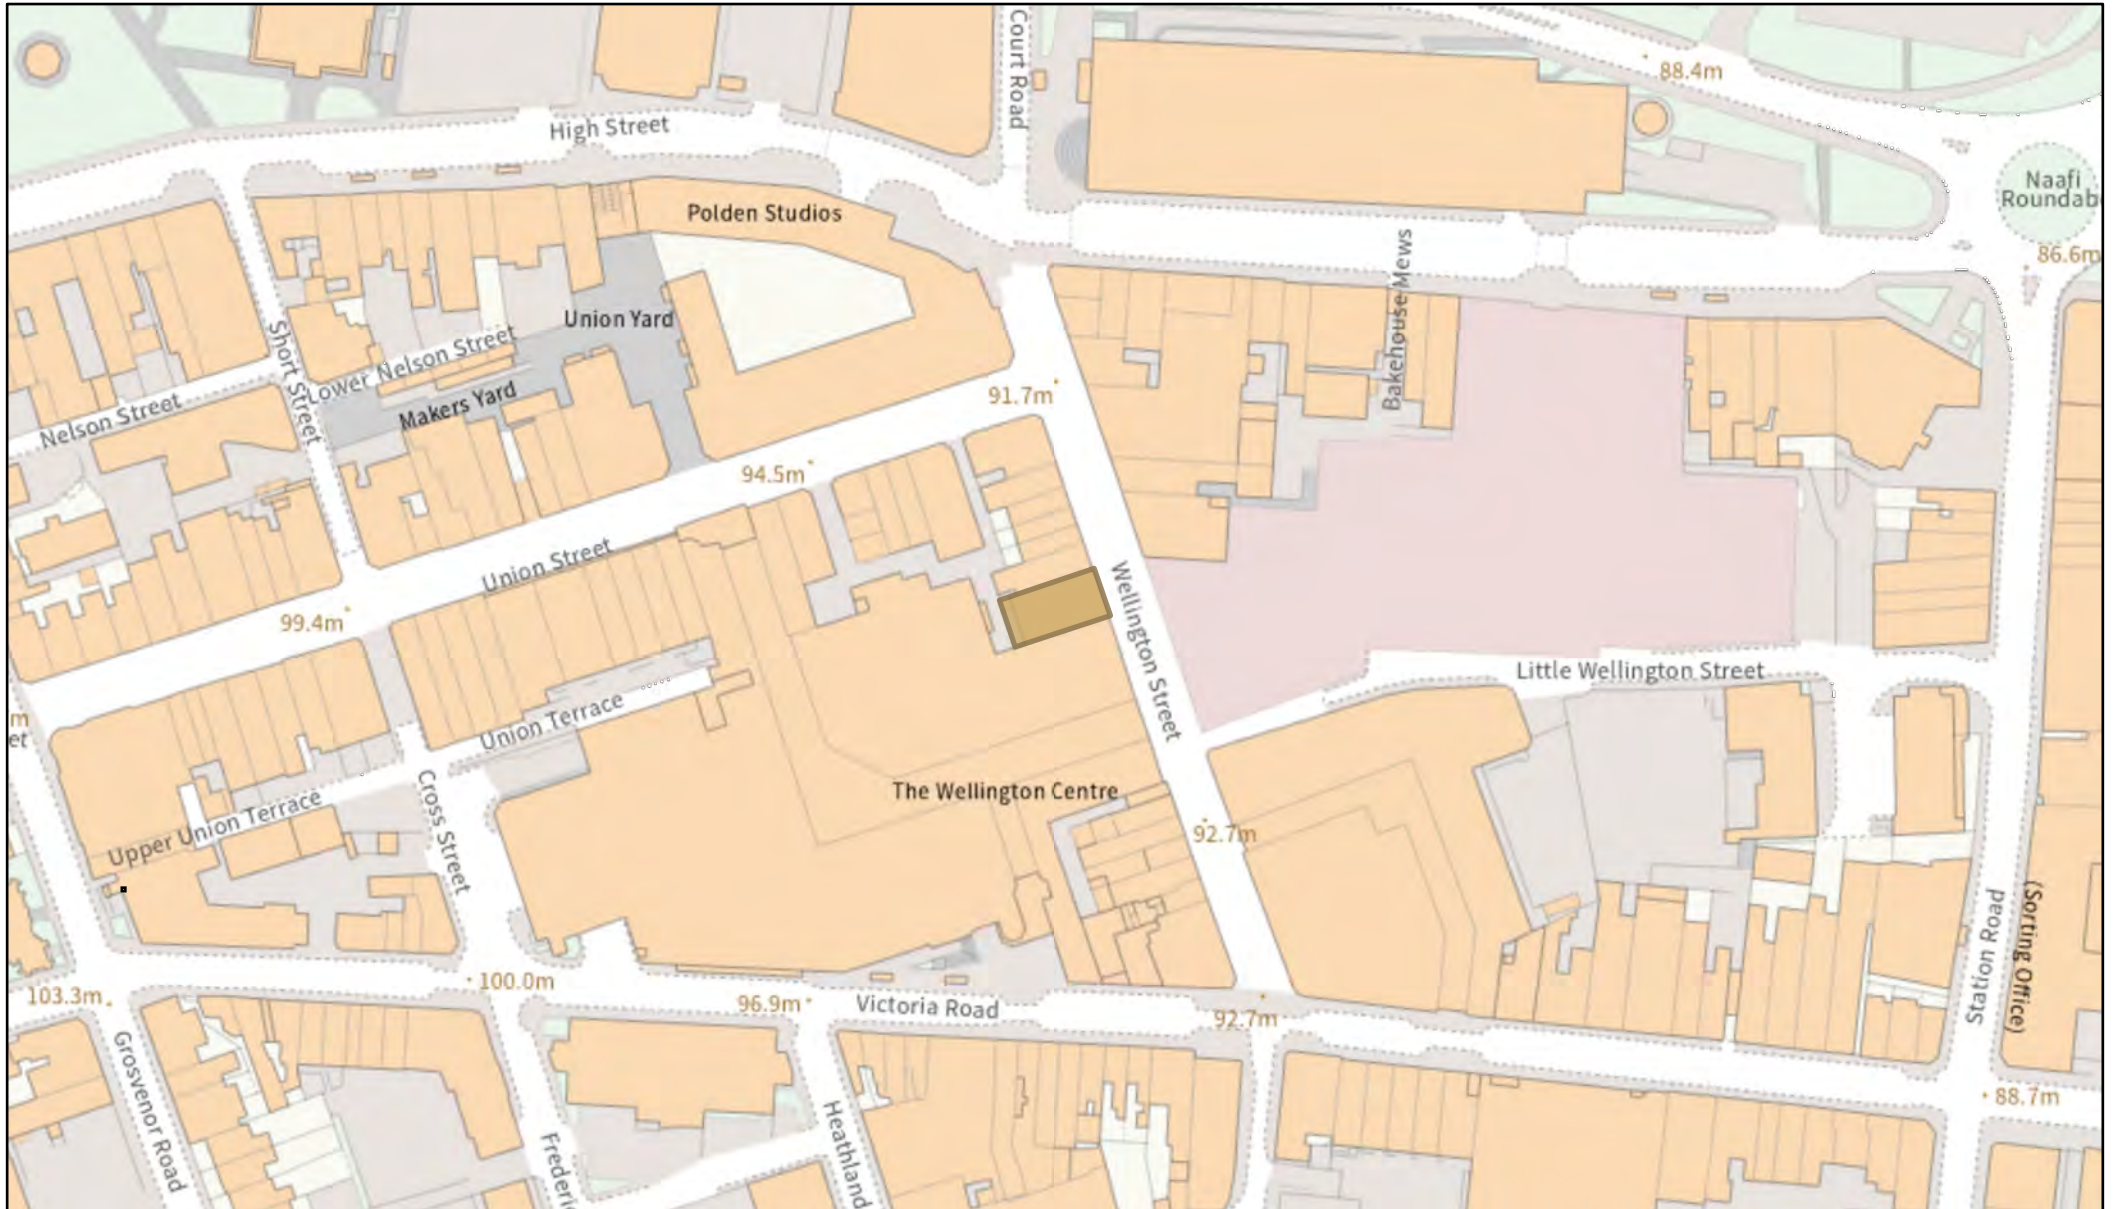 Court Road
88.4m
High Street
Naafi
Roundab
Polden Studios
86.6m
Bakehouse Mews
Union Yard
Short Street
Lower Nelson Street
Makers Yard
Nelson Street
91.7m
94.5m
Union Street
99.4m
Wellington Street
Little Wellington Street
m
et
Union Terrace
The Wellington Centre
Upper Union Terrace
Cross Street
92.7m
Station Road
(Sorting Office)
100.0m
103.3m
96.9m
Victoria Road
92.7m
88.7m
Grosvenor Road
Frederic
Heathland